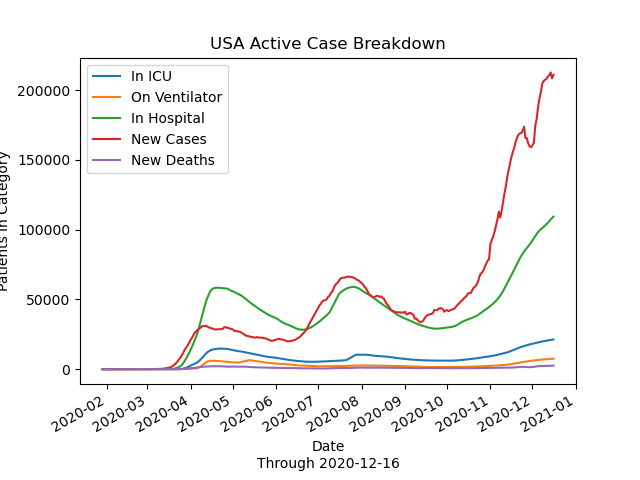 USA Active Case Breakdown
In ICU
On Ventilator
In Hospital
New Cases
New Deaths
200000
150000
100000
50000
0
Patients in Category
2020-02 2020-03 2020-04 2020-05 2020-06 2020-07 2020-08 2020-09 2020-10 2020-11 2020-12 2021-01
Date
Through 2020-12-16